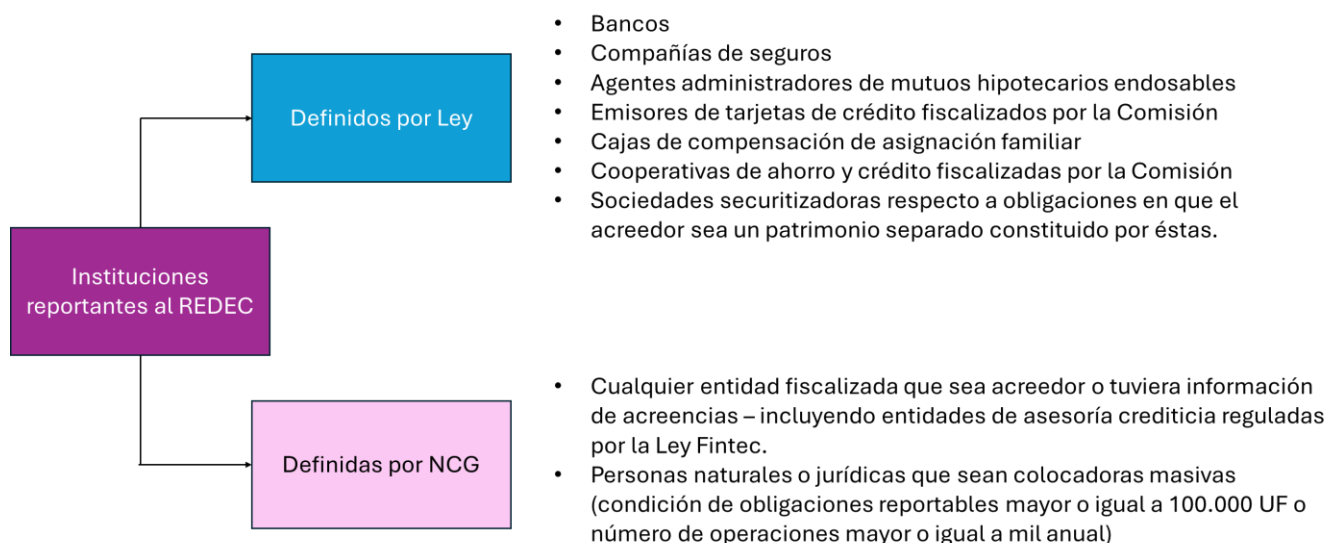 • Bancos
• Compañías de seguros
• Agentes administradores de mutuos hipotecarios endosables
• Emisores de tarjetas de crédito fiscalizados por la Comisión
• Cajas de compensación de asignación familiar
• Cooperativas de ahorro y crédito fiscalizadas por la Comisión
• Sociedades securitizadoras respecto a obligaciones en que el
acreedor sea un patrimonio separado constituido por éstas.
Definidos por Ley
Instituciones
reportantes al REDEC
Definidas por NCG
• Cualquier entidad fiscalizada que sea acreedor o tuviera información
de acreencias – incluyendo entidades de asesoría crediticia reguladas
por la Ley Fintec.
• Personas naturales o jurídicas que sean colocadoras masivas
(condición de obligaciones reportables mayor o igual a 100.000 UF o
número de operaciones mayor o igual a mil anual)